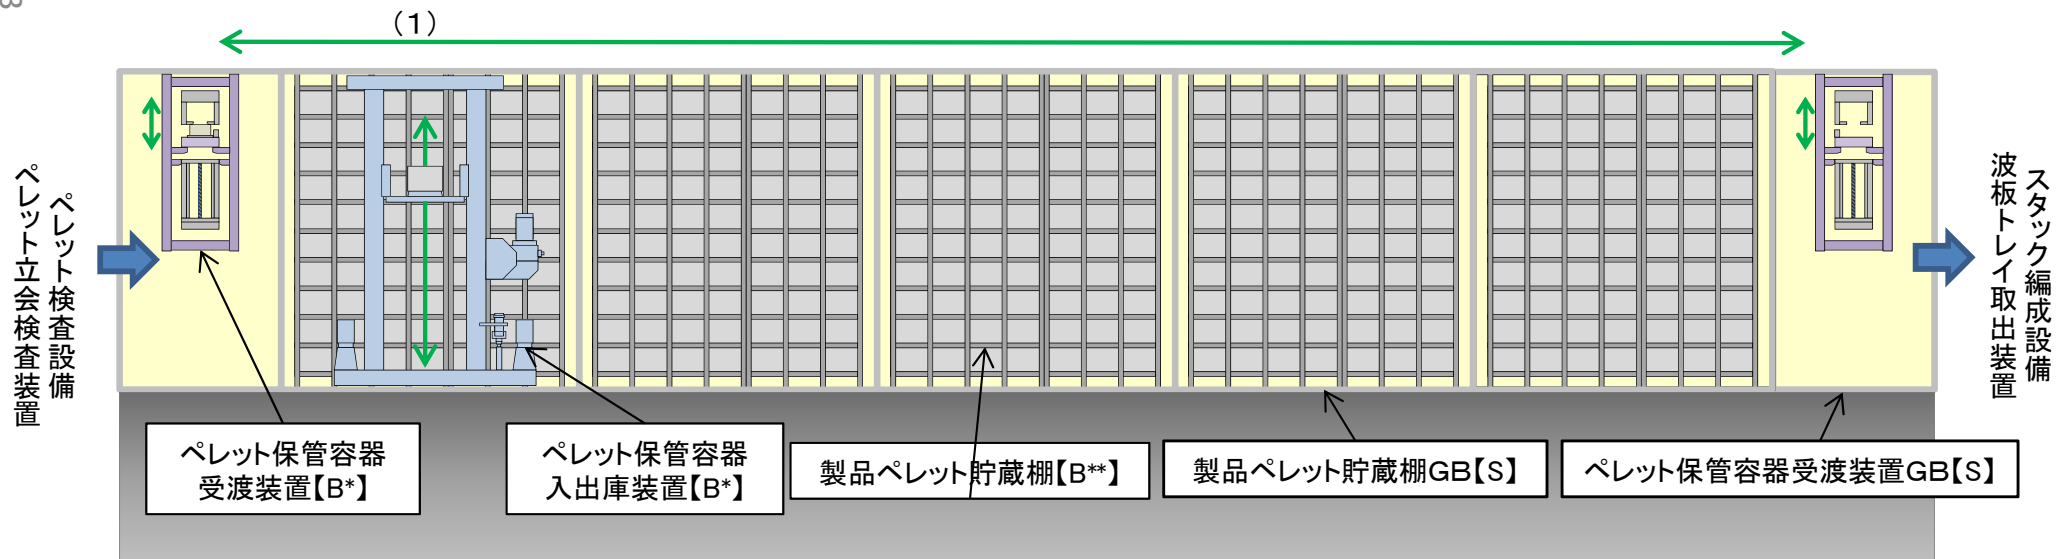 （１）
ペレット検査設備
ペレット立会検査装置
スタック編成設備
波板トレイ取出装置
ペレット保管容器
受渡装置【B*】
ペレット保管容器
入出庫装置【B*】
製品ペレット貯蔵棚【B**】
製品ペレット貯蔵棚GB【S】
ペレット保管容器受渡装置GB【S】